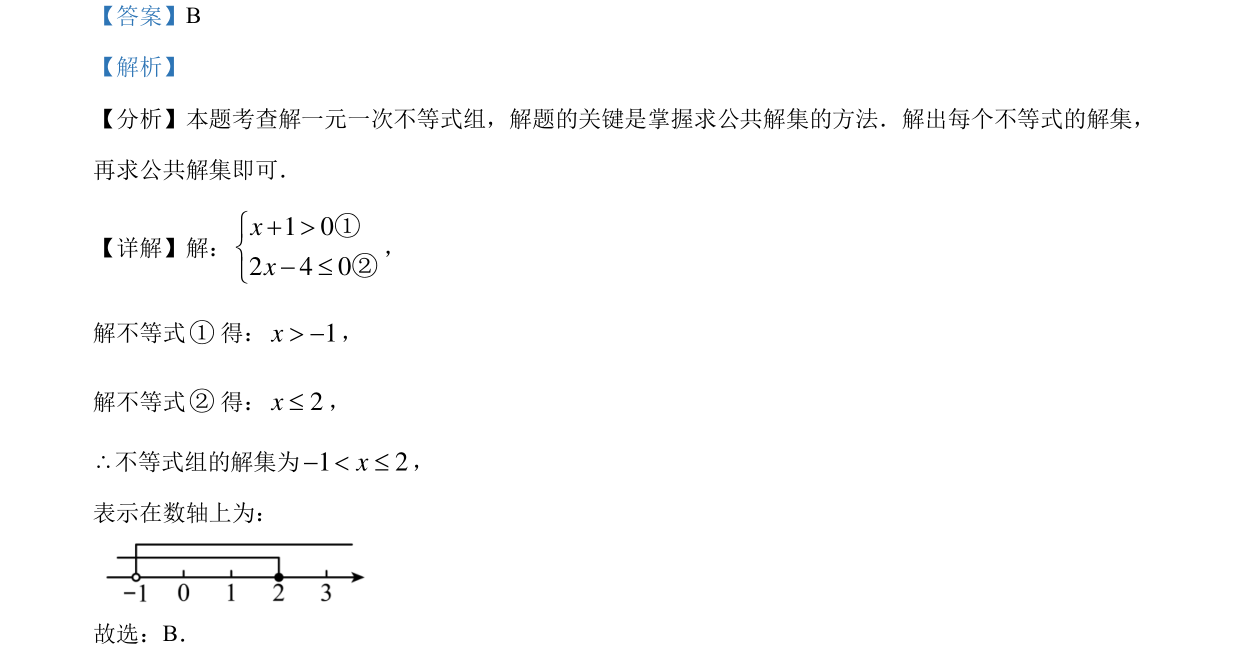 【答案】B
【解析】
【分析】本题考查解一元一次不等式组，解题的关键是掌握求公共解集的方法．解出每个不等式的解集，
再求公共解集即可．
【详解】解：{x+1>0① 2x−4≤0②，
解不等式①得：x>−1，
解不等式②得：x≤2，
∴不等式组的解集为−1<x≤2，
表示在数轴上为：
−1 0 1 2 3
故选：B．